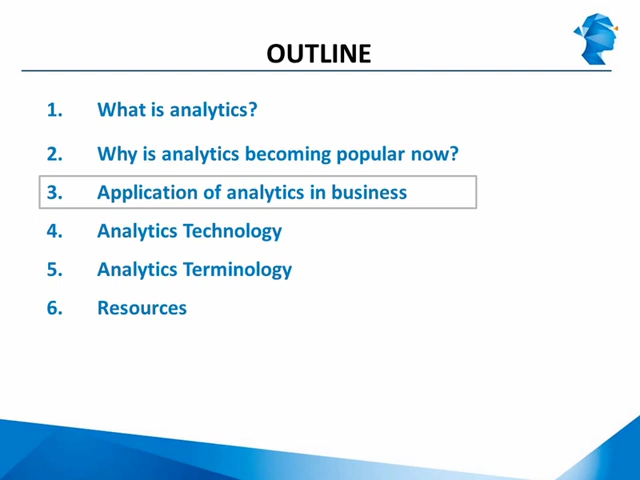 OUTLINE
1. What is analytics?
2. Why is analytics becoming popular now?
3. Application of analytics in business
4. Analytics Technology
5. Analytics Terminology
6. Resources